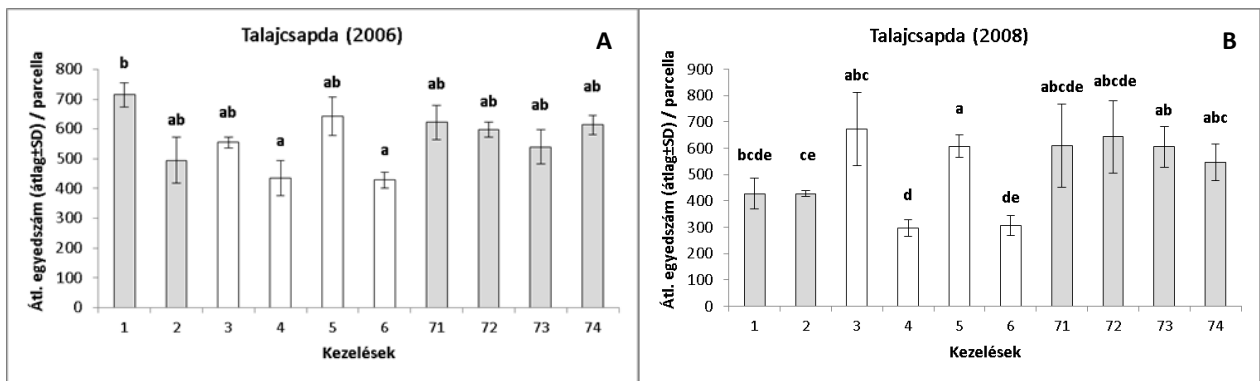 Talajcsapda (2006)
A
Átl. egyedszám (átlag±SD) / parcella
800
700
600
500
400
300
200
100
0
b
ab
ab
a
ab
a
ab
ab
ab
ab
1 2 3 4 5 6 71 72 73 74
Kezelések
Talajcsapda (2008)
B
Átl. egyedszám (átlag±SD) / parcella
900
800
700
600
500
400
300
200
100
0
bcde
ce
abc
d
a
de
abcde
abcde
ab
abc
1 2 3 4 5 6 71 72 73 74
Kezelések